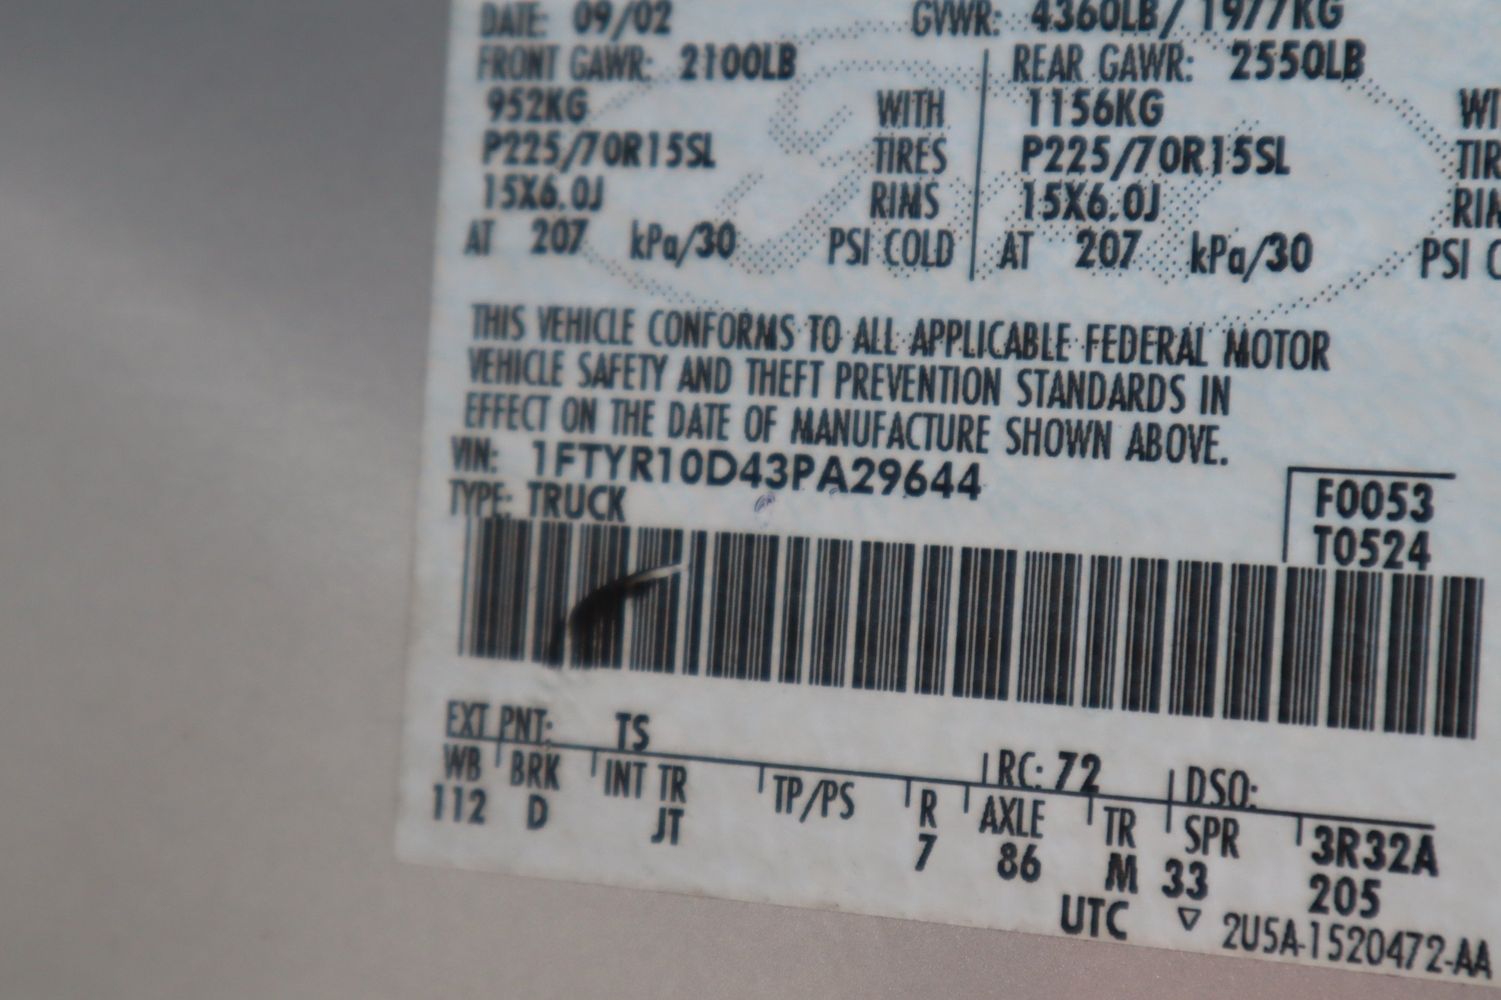 DATE: 09/02 GVWR: 4360LB/ 1977KG
FRONT GAWR: 2100LB REAR GAWR: 2550LB
952KG WITH 1156KG WI
P225/70R15SL TIRES P225/70R15SL TIR
15X6.0J RIMS 15X6.0J RIM
AT 207 kPa/30 PSI COLD AT 207 kPa/30 PSI C
THIS VEHICLE CONFORMS TO ALL APPLICABLE FEDERAL MOTOR
VEHICLE SAFETY AND THEFT PREVENTION STANDARDS IN
EFFECT ON THE DATE OF MANUFACTURE SHOWN ABOVE.
VIN: 1FTYR10D43PA29644
TYPE: TRUCK
F0053
T0524
EXT PNT: TS RC: 72 DSO:
WB BRK INT TR TP/PS R AXLE TR SPR 3R32A
112 D JT 7 86 M 33 205
UTC ▽ 2U5A-1520472-AA